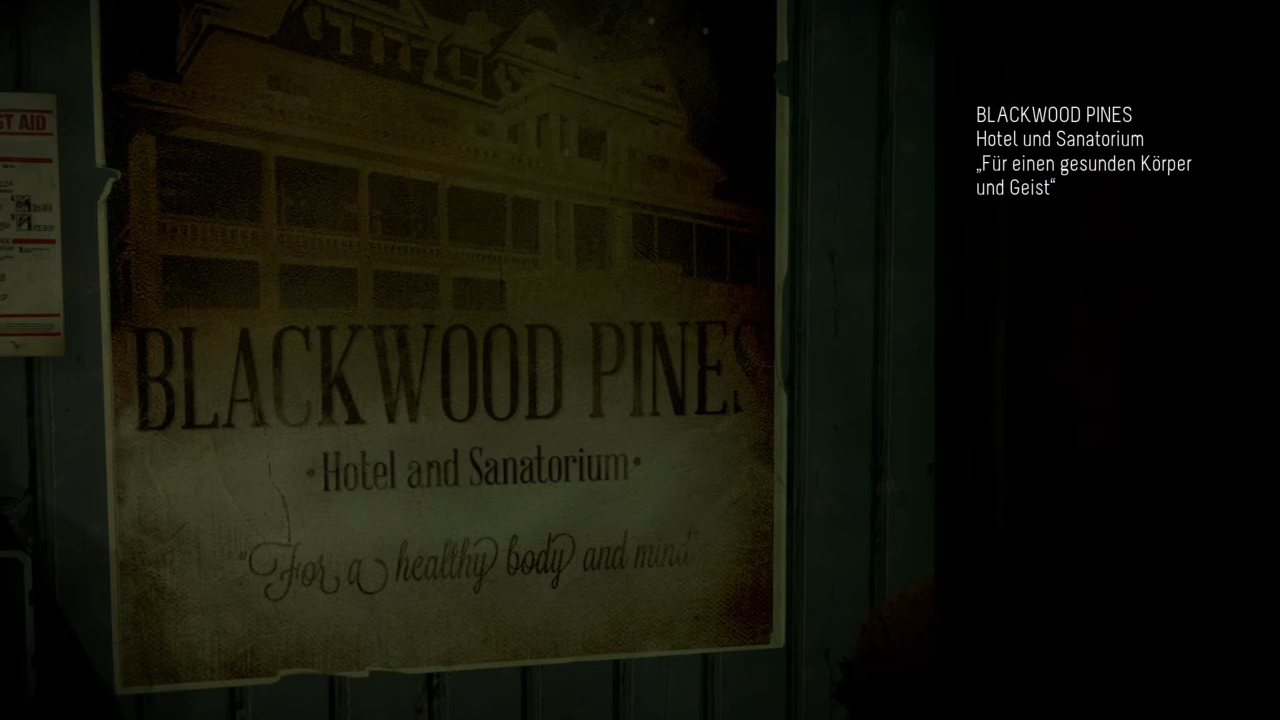 ST AID
BLACKWOOD PINES
•Hotel and Sanatorium•
"For a healthy body and mind"
BLACKWOOD PINES
Hotel und Sanatorium
„Für einen gesunden Körper
und Geist“